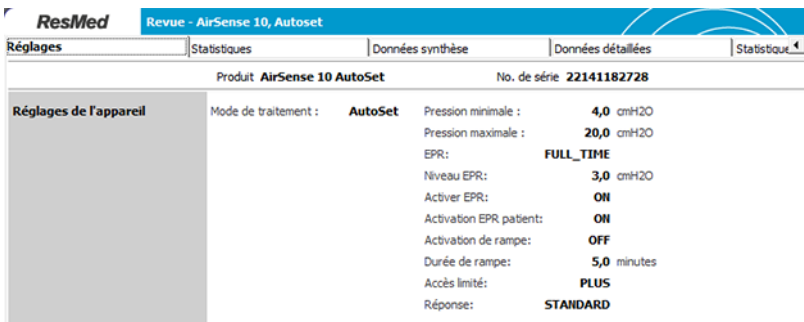 ResMed Revue - AirSense 10, Autoset
Réglages Statistiques Données synthèse Données détaillées Statistique
Produit AirSense 10 AutoSet No. de série 22141182728
Réglages de l'appareil Mode de traitement : AutoSet Pression minimale : 4,0 cmH2O
Pression maximale : 20,0 cmH2O
EPR: FULL_TIME
Niveau EPR: 3,0 cmH2O
Activer EPR: ON
Activation EPR patient: ON
Activation de rampe: OFF
Durée de rampe: 5,0 minutes
Accès limité: PLUS
Réponse: STANDARD